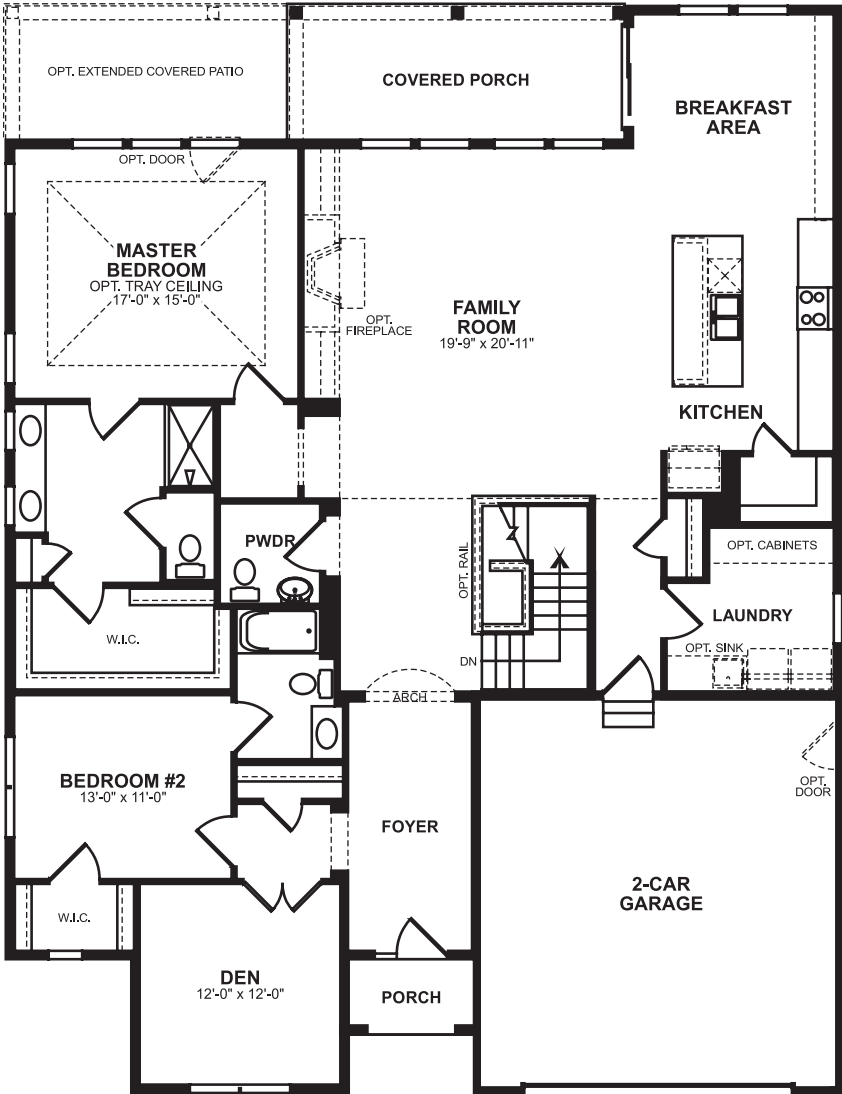 OPT. EXTENDED COVERED PATIO
COVERED PORCH
BREAKFAST
AREA
OPT. DOOR
MASTER
BEDROOM
OPT. TRAY CEILING
17'-0" x 15'-0"
OPT.
FIREPLACE
FAMILY
ROOM
19'-9" x 20'-11"
KITCHEN
PWDR
OPT. RAIL
DN
OPT. CABINETS
LAUNDRY
OPT. SINK
W.I.C.
ARCH
BEDROOM #2
13'-0" x 11'-0"
FOYER
OPT.
DOOR
2-CAR
GARAGE
W.I.C.
DEN
12'-0" x 12'-0"
PORCH